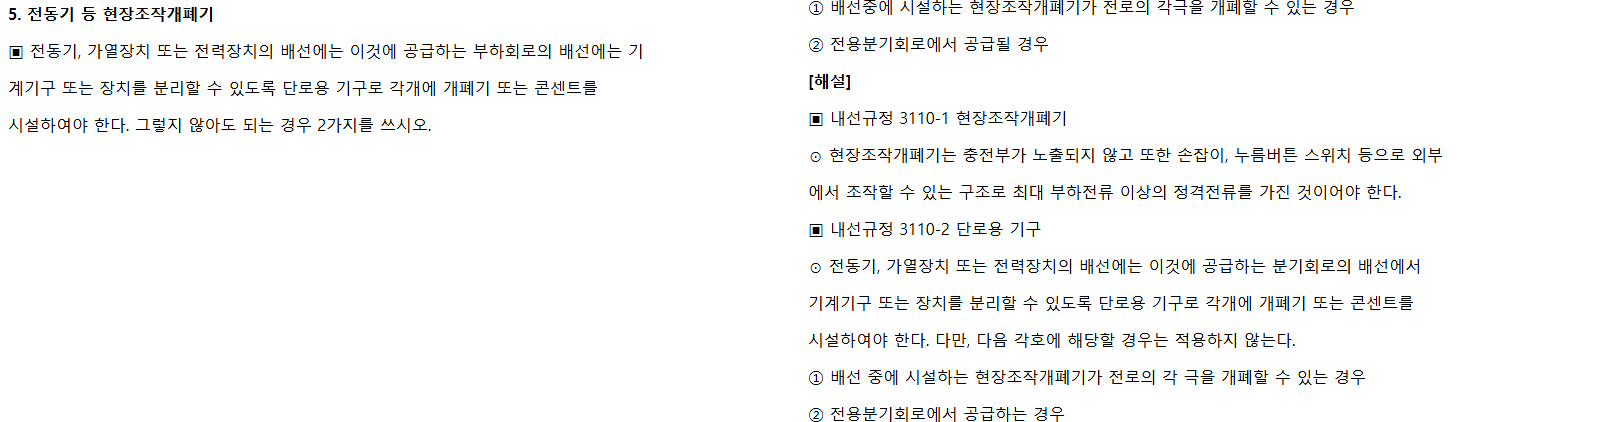 5. 전동기 등 현장조작개폐기
▣ 전동기, 가열장치 또는 전력장치의 배선에는 이것에 공급하는 부하회로의 배선에는 기
계기구 또는 장치를 분리할 수 있도록 단로용 기구로 각개에 개폐기 또는 콘센트를
시설하여야 한다. 그렇지 않아도 되는 경우 2가지를 쓰시오.
① 배선중에 시설하는 현장조작개폐기가 전로의 각극을 개폐할 수 있는 경우
② 전용분기회로에서 공급될 경우
[해설]
▣ 내선규정 3110-1 현장조작개폐기
⊙ 현장조작개폐기는 충전부가 노출되지 않고 또한 손잡이, 누름버튼 스위치 등으로 외부
에서 조작할 수 있는 구조로 최대 부하전류 이상의 정격전류를 가진 것이어야 한다.
▣ 내선규정 3110-2 단로용 기구
⊙ 전동기, 가열장치 또는 전력장치의 배선에는 이것에 공급하는 분기회로의 배선에서
기계기구 또는 장치를 분리할 수 있도록 단로용 기구로 각개에 개폐기 또는 콘센트를
시설하여야 한다. 다만, 다음 각호에 해당할 경우는 적용하지 않는다.
① 배선 중에 시설하는 현장조작개폐기가 전로의 각 극을 개폐할 수 있는 경우
② 전용분기회로에서 공급하는 경우